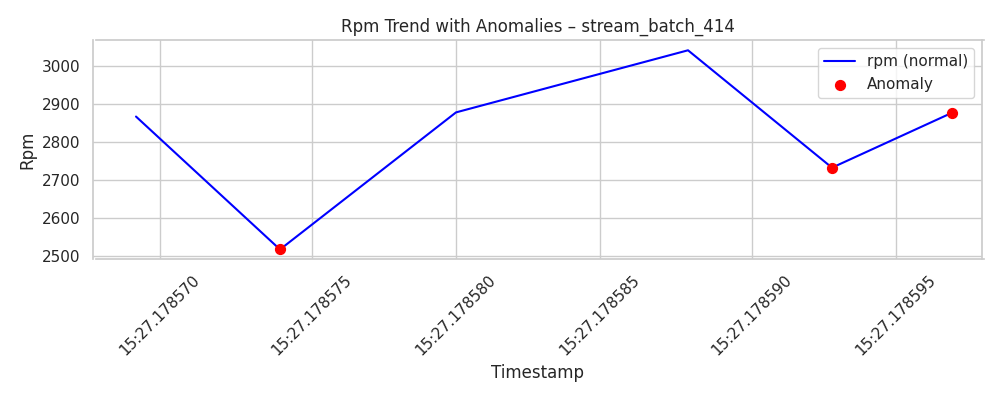 Rpm Trend with Anomalies – stream_batch_414
rpm (normal)
Anomaly
Rpm
3000
2900
2800
2700
2600
2500
15:27.178570
15:27.178575
15:27.178580
15:27.178585
15:27.178590
15:27.178595
Timestamp